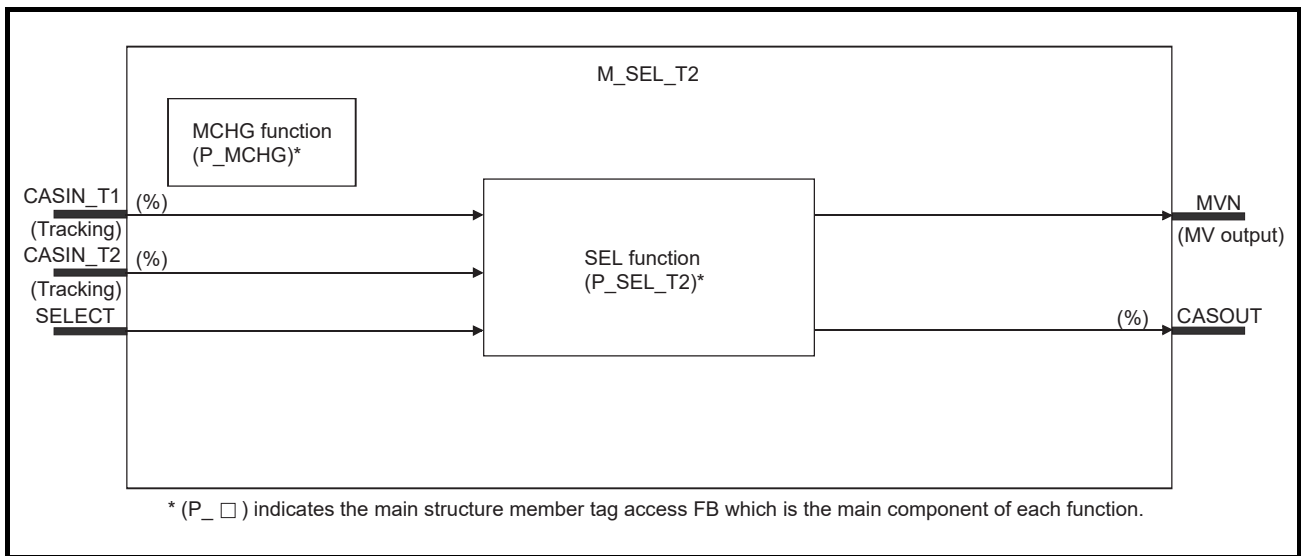 M_SEL_T2
MCHG function
(P_MCHG)*
CASIN_T1
(%)
(Tracking)
CASIN_T2
(%)
(Tracking)
SELECT
SEL function
(P_SEL_T2)*
MVN
(MV output)
(%)
CASOUT
* (P_ □ ) indicates the main structure member tag access FB which is the main component of each function.